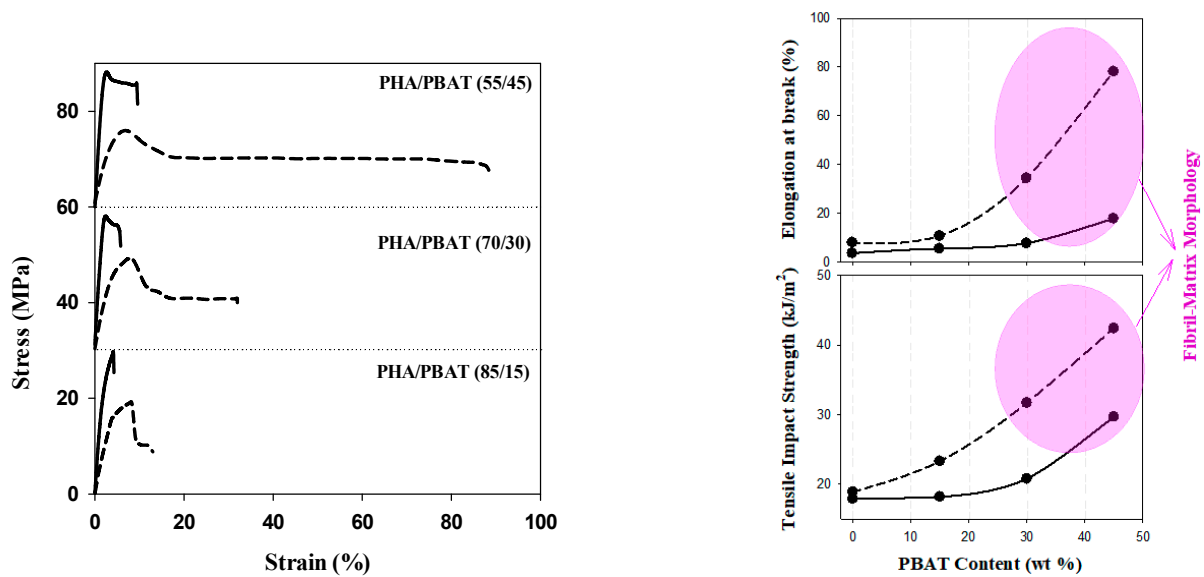 PHA/PBAT (55/45)
PHA/PBAT (70/30)
PHA/PBAT (85/15)
80
60
40
20
0
Stress (MPa)
0 20 40 60 80 100
Strain (%)
100
80
60
40
20
0
Elongation at break (%)
50
40
30
20
Tensile Impact Strength (kJ/m²)
0 10 20 30 40 50
PBAT Content (wt %)
Fibril-Matrix Morphology